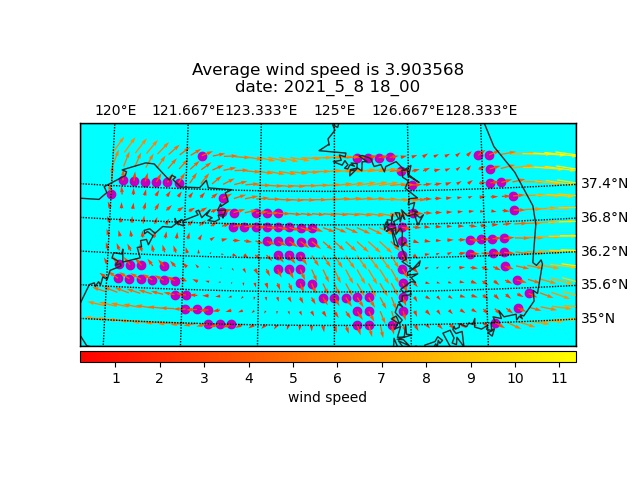 Average wind speed is 3.903568
date: 2021_5_8 18_00
120°E 121.667°E 123.333°E 125°E 126.667°E 128.333°E
37.4°N
36.8°N
36.2°N
35.6°N
35°N
1 2 3 4 5 6 7 8 9 10 11
wind speed